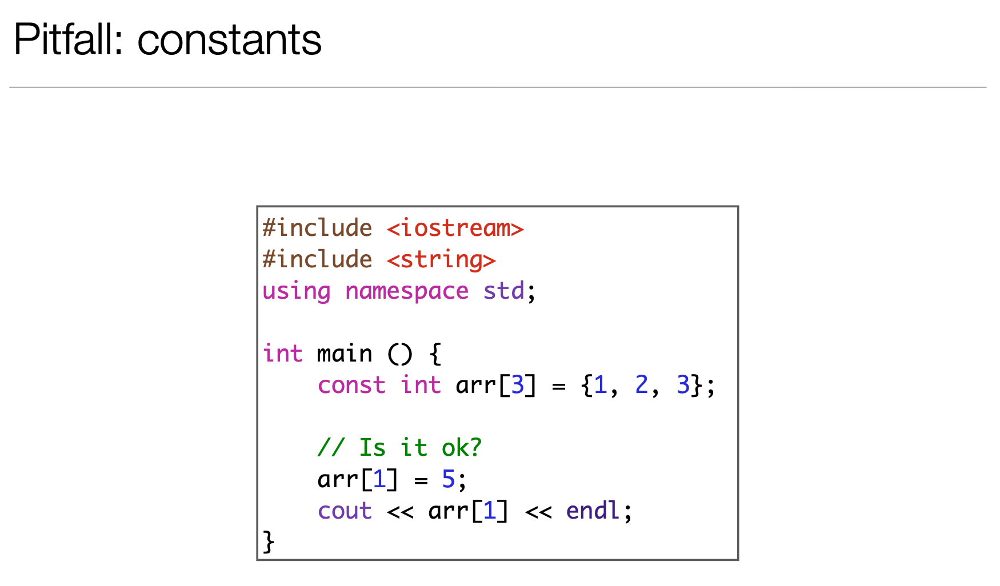 Pitfall: constants
#include <iostream>
#include <string>
using namespace std;
int main () {
    const int arr[3] = {1, 2, 3};
    // Is it ok?
    arr[1] = 5;
    cout << arr[1] << endl;
}